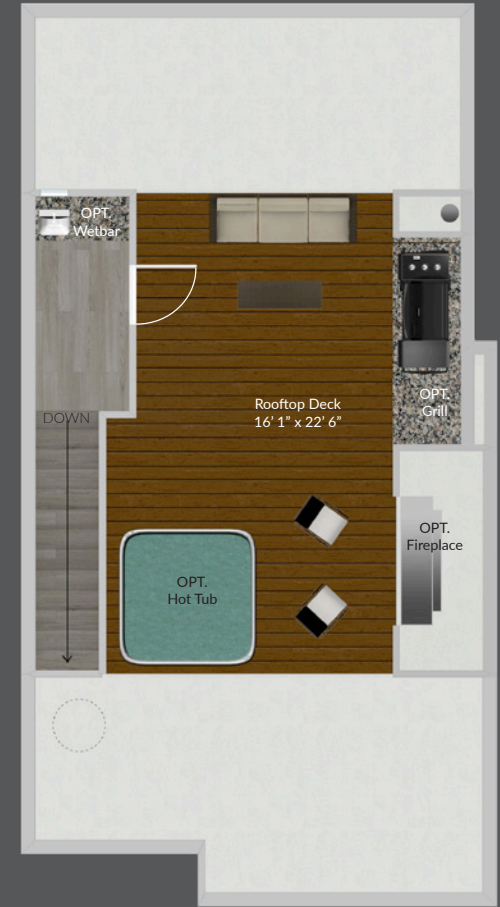 OPT.
Wetbar
DOWN
Rooftop Deck
16' 1" x 22' 6"
OPT.
Grill
OPT.
Fireplace
OPT.
Hot Tub